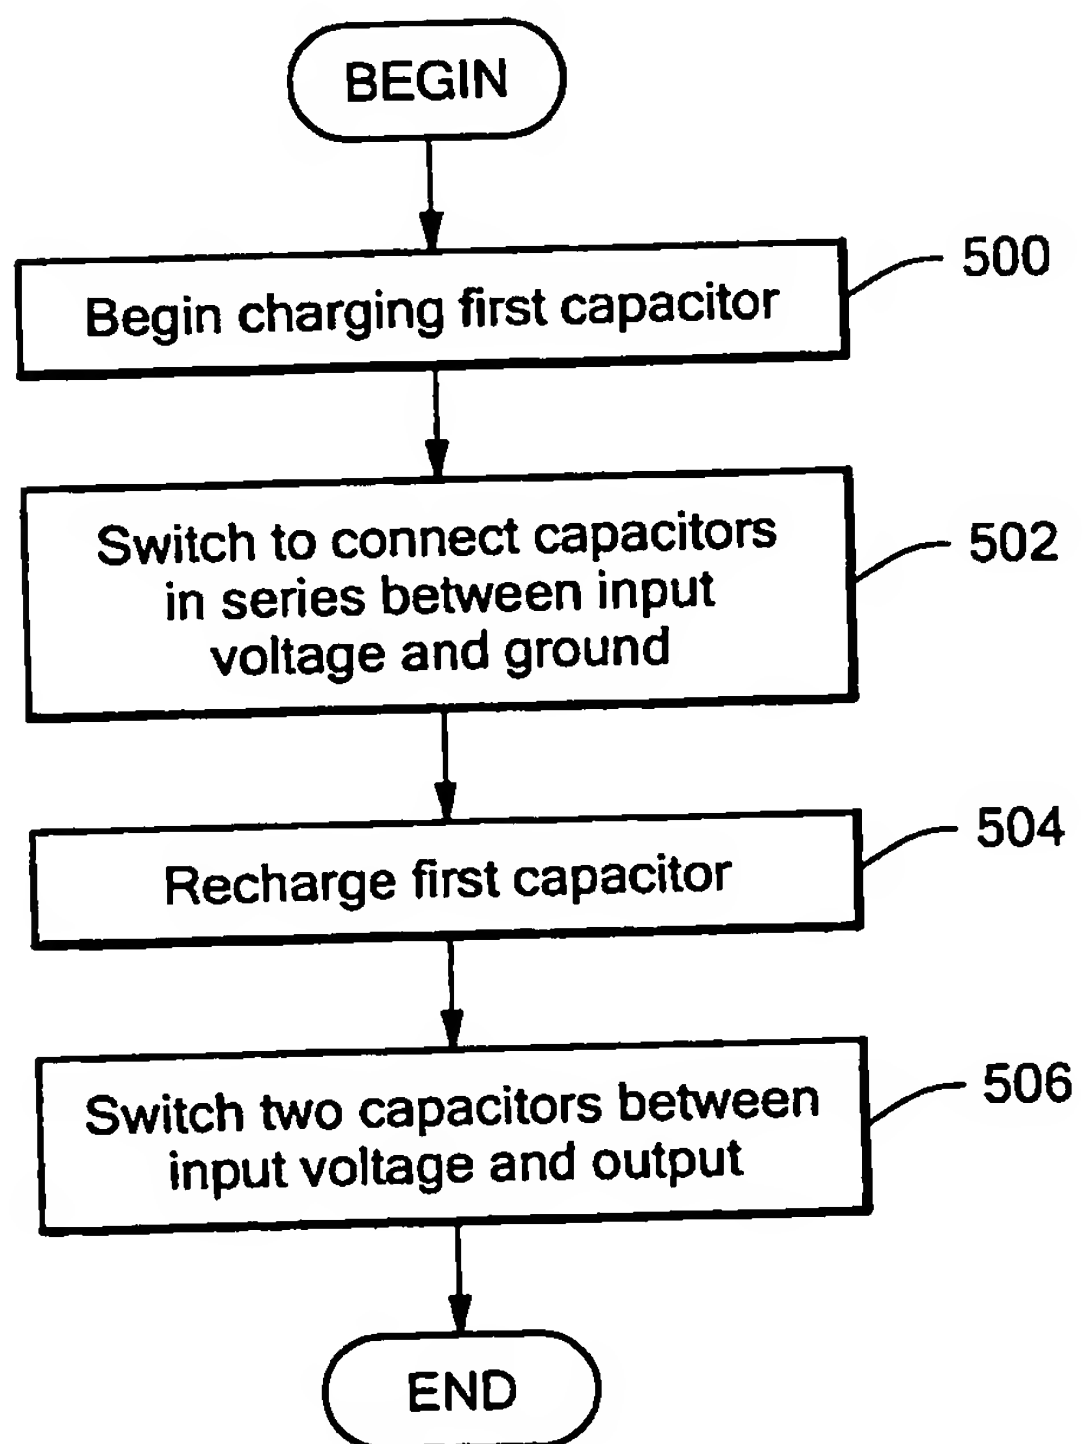 BEGIN
Begin charging first capacitor
500
Switch to connect capacitors
in series between input
voltage and ground
502
Recharge first capacitor
504
Switch two capacitors between
input voltage and output
506
END